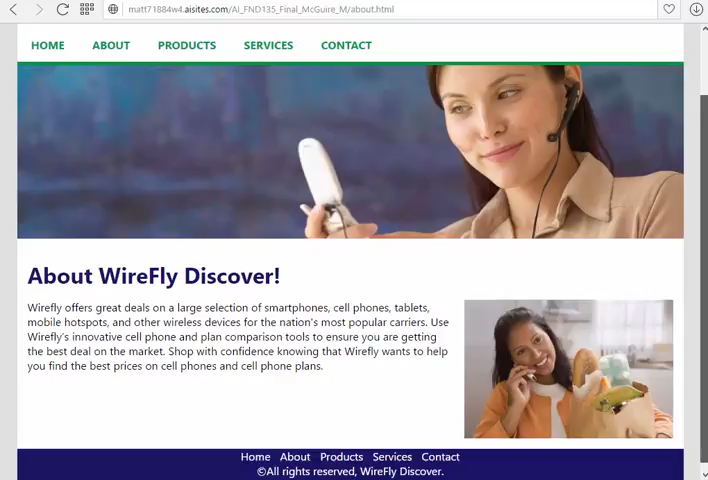 matt71884w4.aisites.com/AI_FND135_Final_McGuire_M/about.html
HOME ABOUT PRODUCTS SERVICES CONTACT
About WireFly Discover!
Wirefly offers great deals on a large selection of smartphones, cell phones, tablets,
mobile hotspots, and other wireless devices for the nation's most popular carriers. Use
Wirefly's innovative cell phone and plan comparison tools to ensure you are getting
the best deal on the market. Shop with confidence knowing that Wirefly wants to help
you find the best prices on cell phones and cell phone plans.
Home About Products Services Contact
©All rights reserved, WireFly Discover.